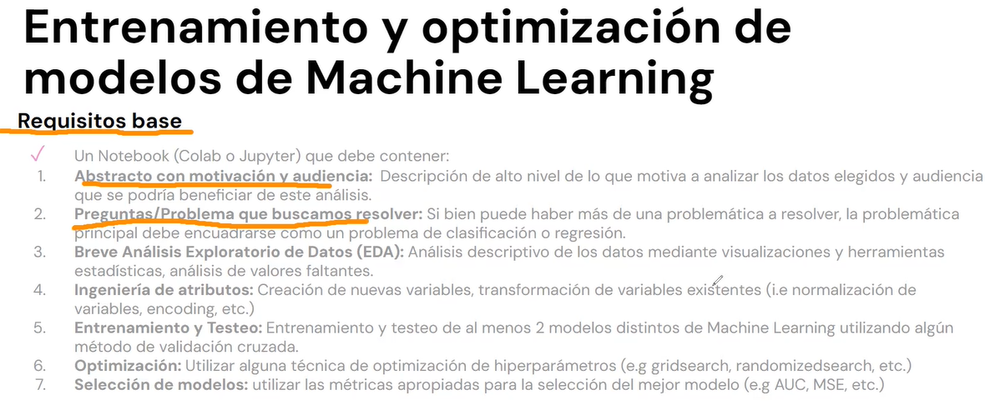 Entrenamiento y optimización de
modelos de Machine Learning
Requisitos base
✓ Un Notebook (Colab o Jupyter) que debe contener:
1. Abstracto con motivación y audiencia: Descripción de alto nivel de lo que motiva a analizar los datos elegidos y audiencia
que se podría beneficiar de este análisis.
2. Preguntas/Problema que buscamos resolver: Si bien puede haber más de una problemática a resolver, la problemática
principal debe encuadrarse como un problema de clasificación o regresión.
3. Breve Análisis Exploratorio de Datos (EDA): Análisis descriptivo de los datos mediante visualizaciones y herramientas
estadísticas, análisis de valores faltantes.
4. Ingeniería de atributos: Creación de nuevas variables, transformación de variables existentes (i.e normalización de
variables, encoding, etc.)
5. Entrenamiento y Testeo: Entrenamiento y testeo de al menos 2 modelos distintos de Machine Learning utilizando algún
método de validación cruzada.
6. Optimización: Utilizar alguna técnica de optimización de hiperparámetros (e.g gridsearch, randomizedsearch, etc.)
7. Selección de modelos: utilizar las métricas apropiadas para la selección del mejor modelo (e.g AUC, MSE, etc.)